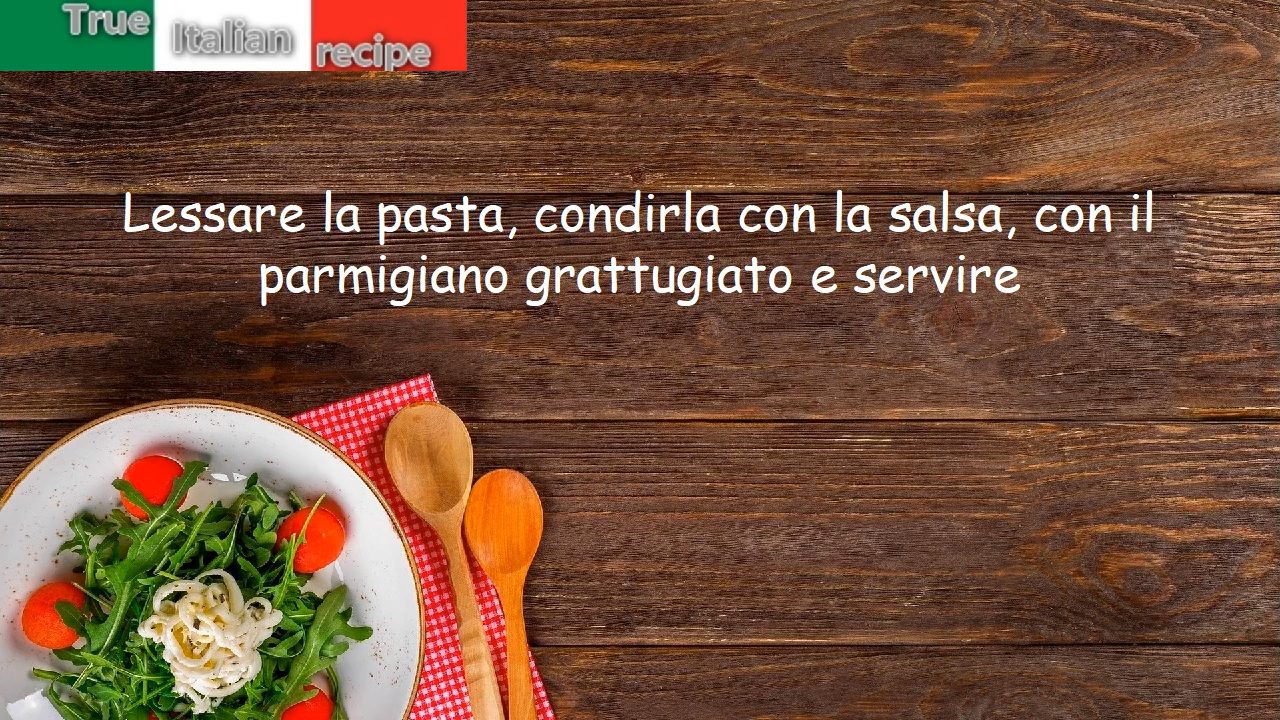 True Italian recipe
Lessare la pasta, condirla con la salsa, con il
parmigiano grattugiato e servire